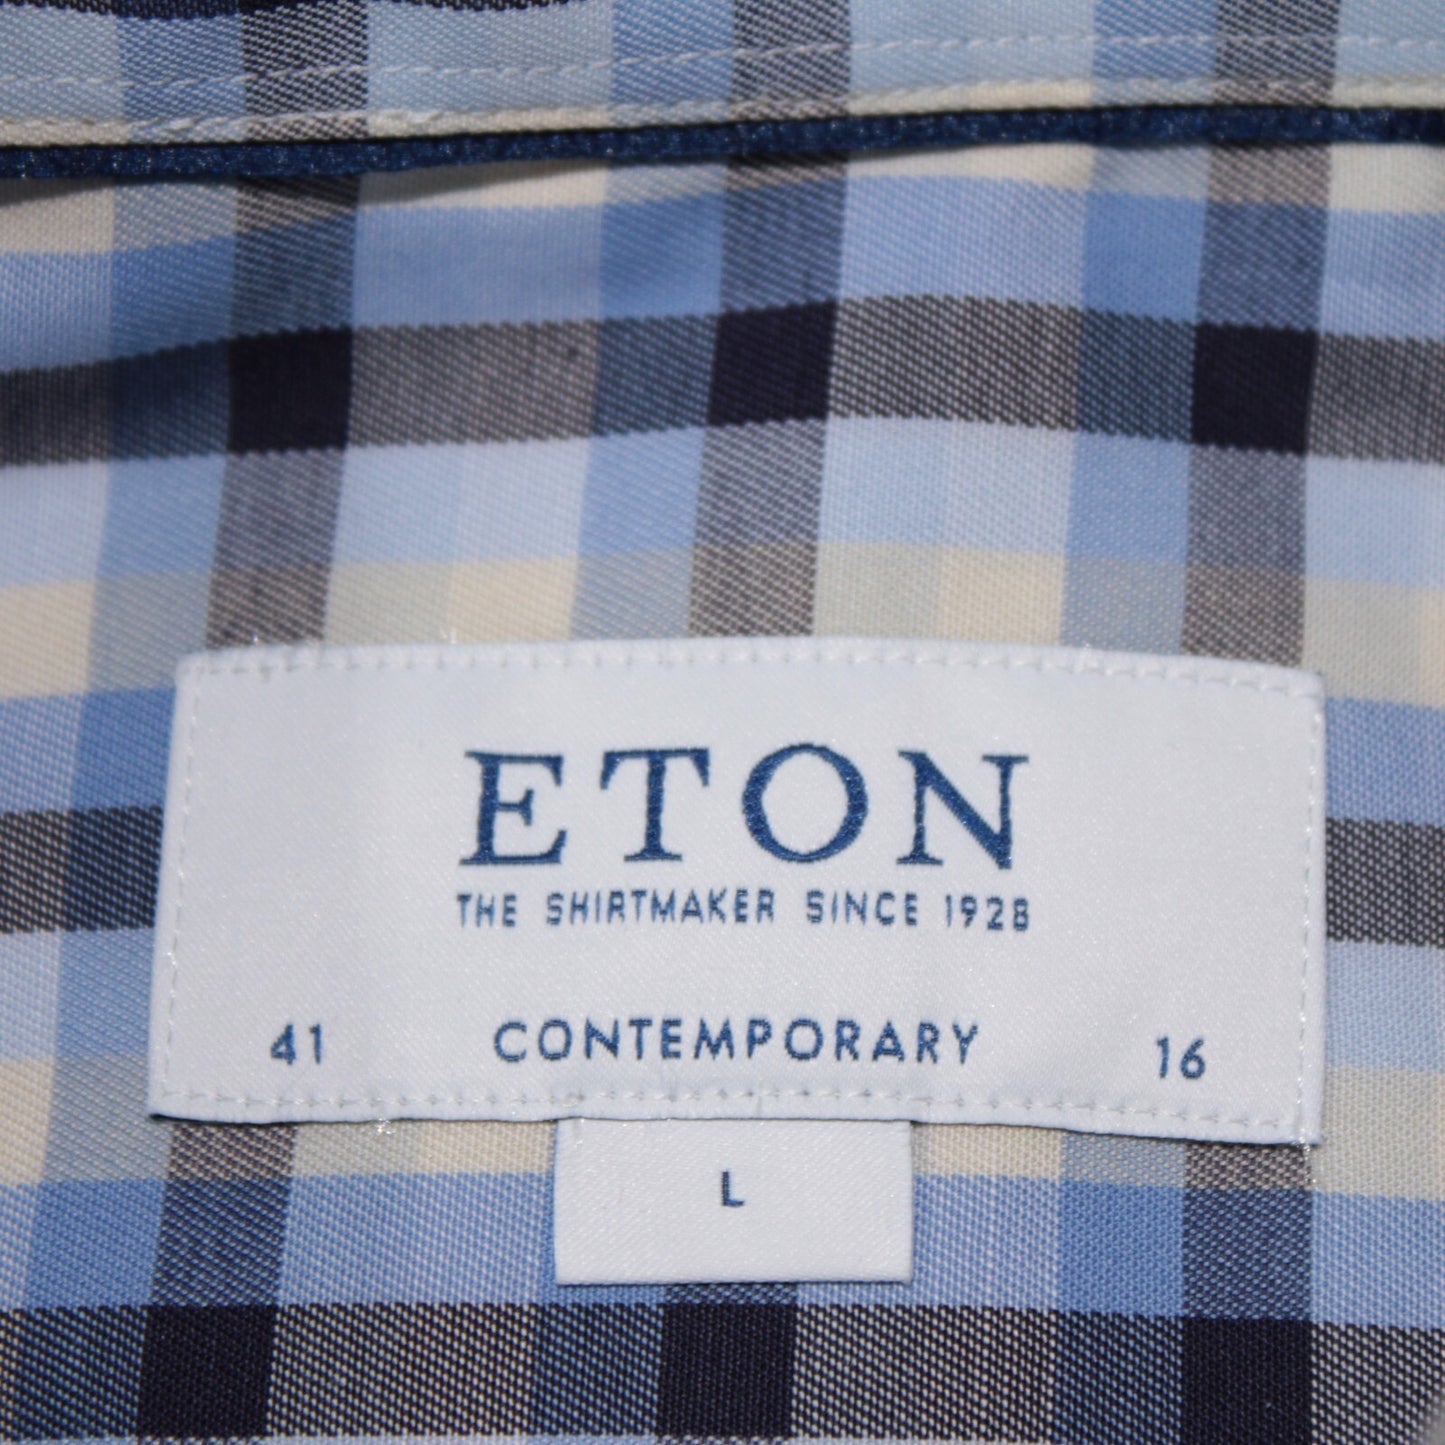 ETON
THE SHIRTMAKER SINCE 1928
41 CONTEMPORARY 16
L